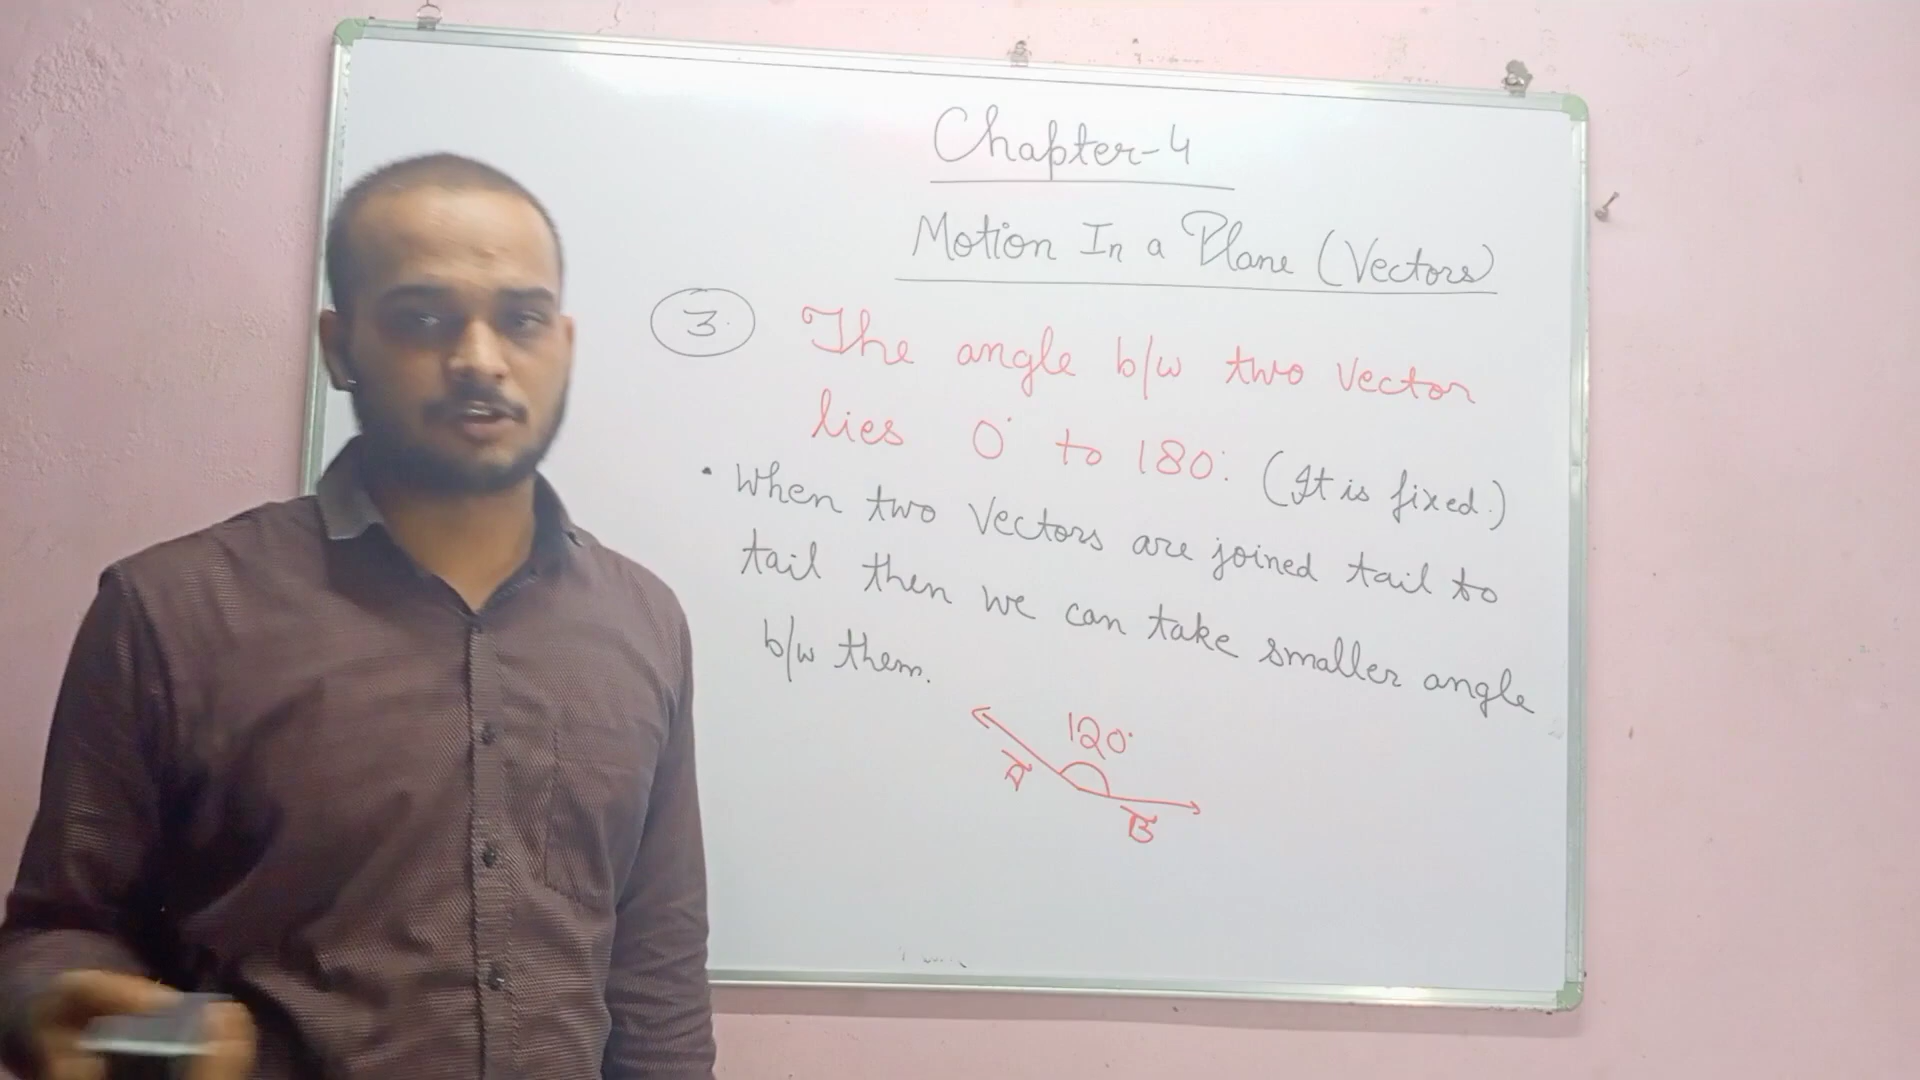 Chapter-4
Motion In a Plane (Vectors)
3. The angle b/w two Vector
lies 0° to 180°. (It is fixed.)
• When two Vectors are joined tail to
tail then we can take smaller angle
b/w them.
120°
A
B